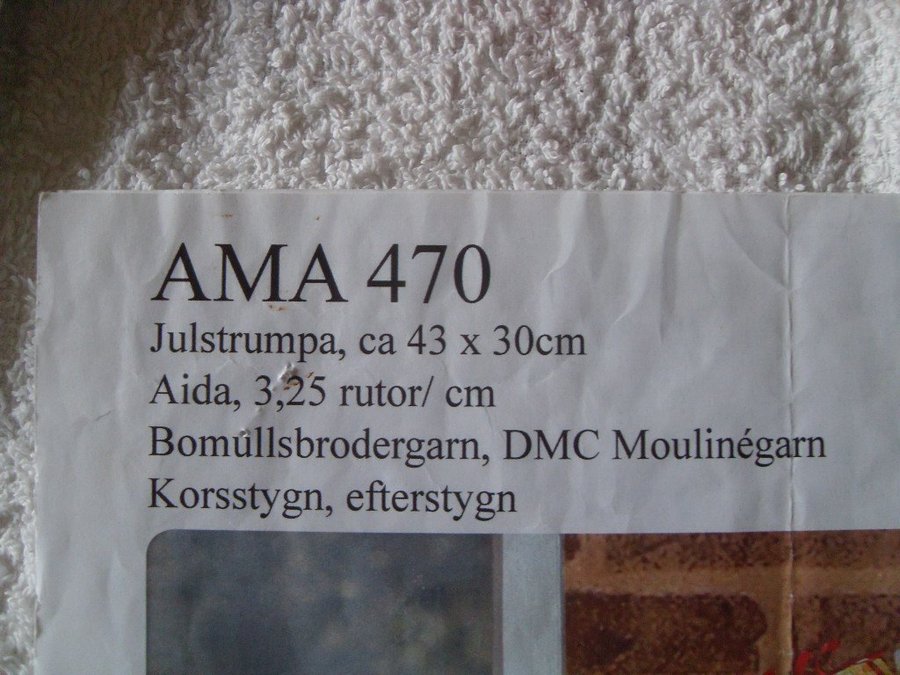 AMA 470
Julstrumpa, ca 43 x 30cm
Aida, 3,25 rutor/ cm
Bomullsbrodergarn, DMC Moulinégarn
Korsstygn, efterstygn